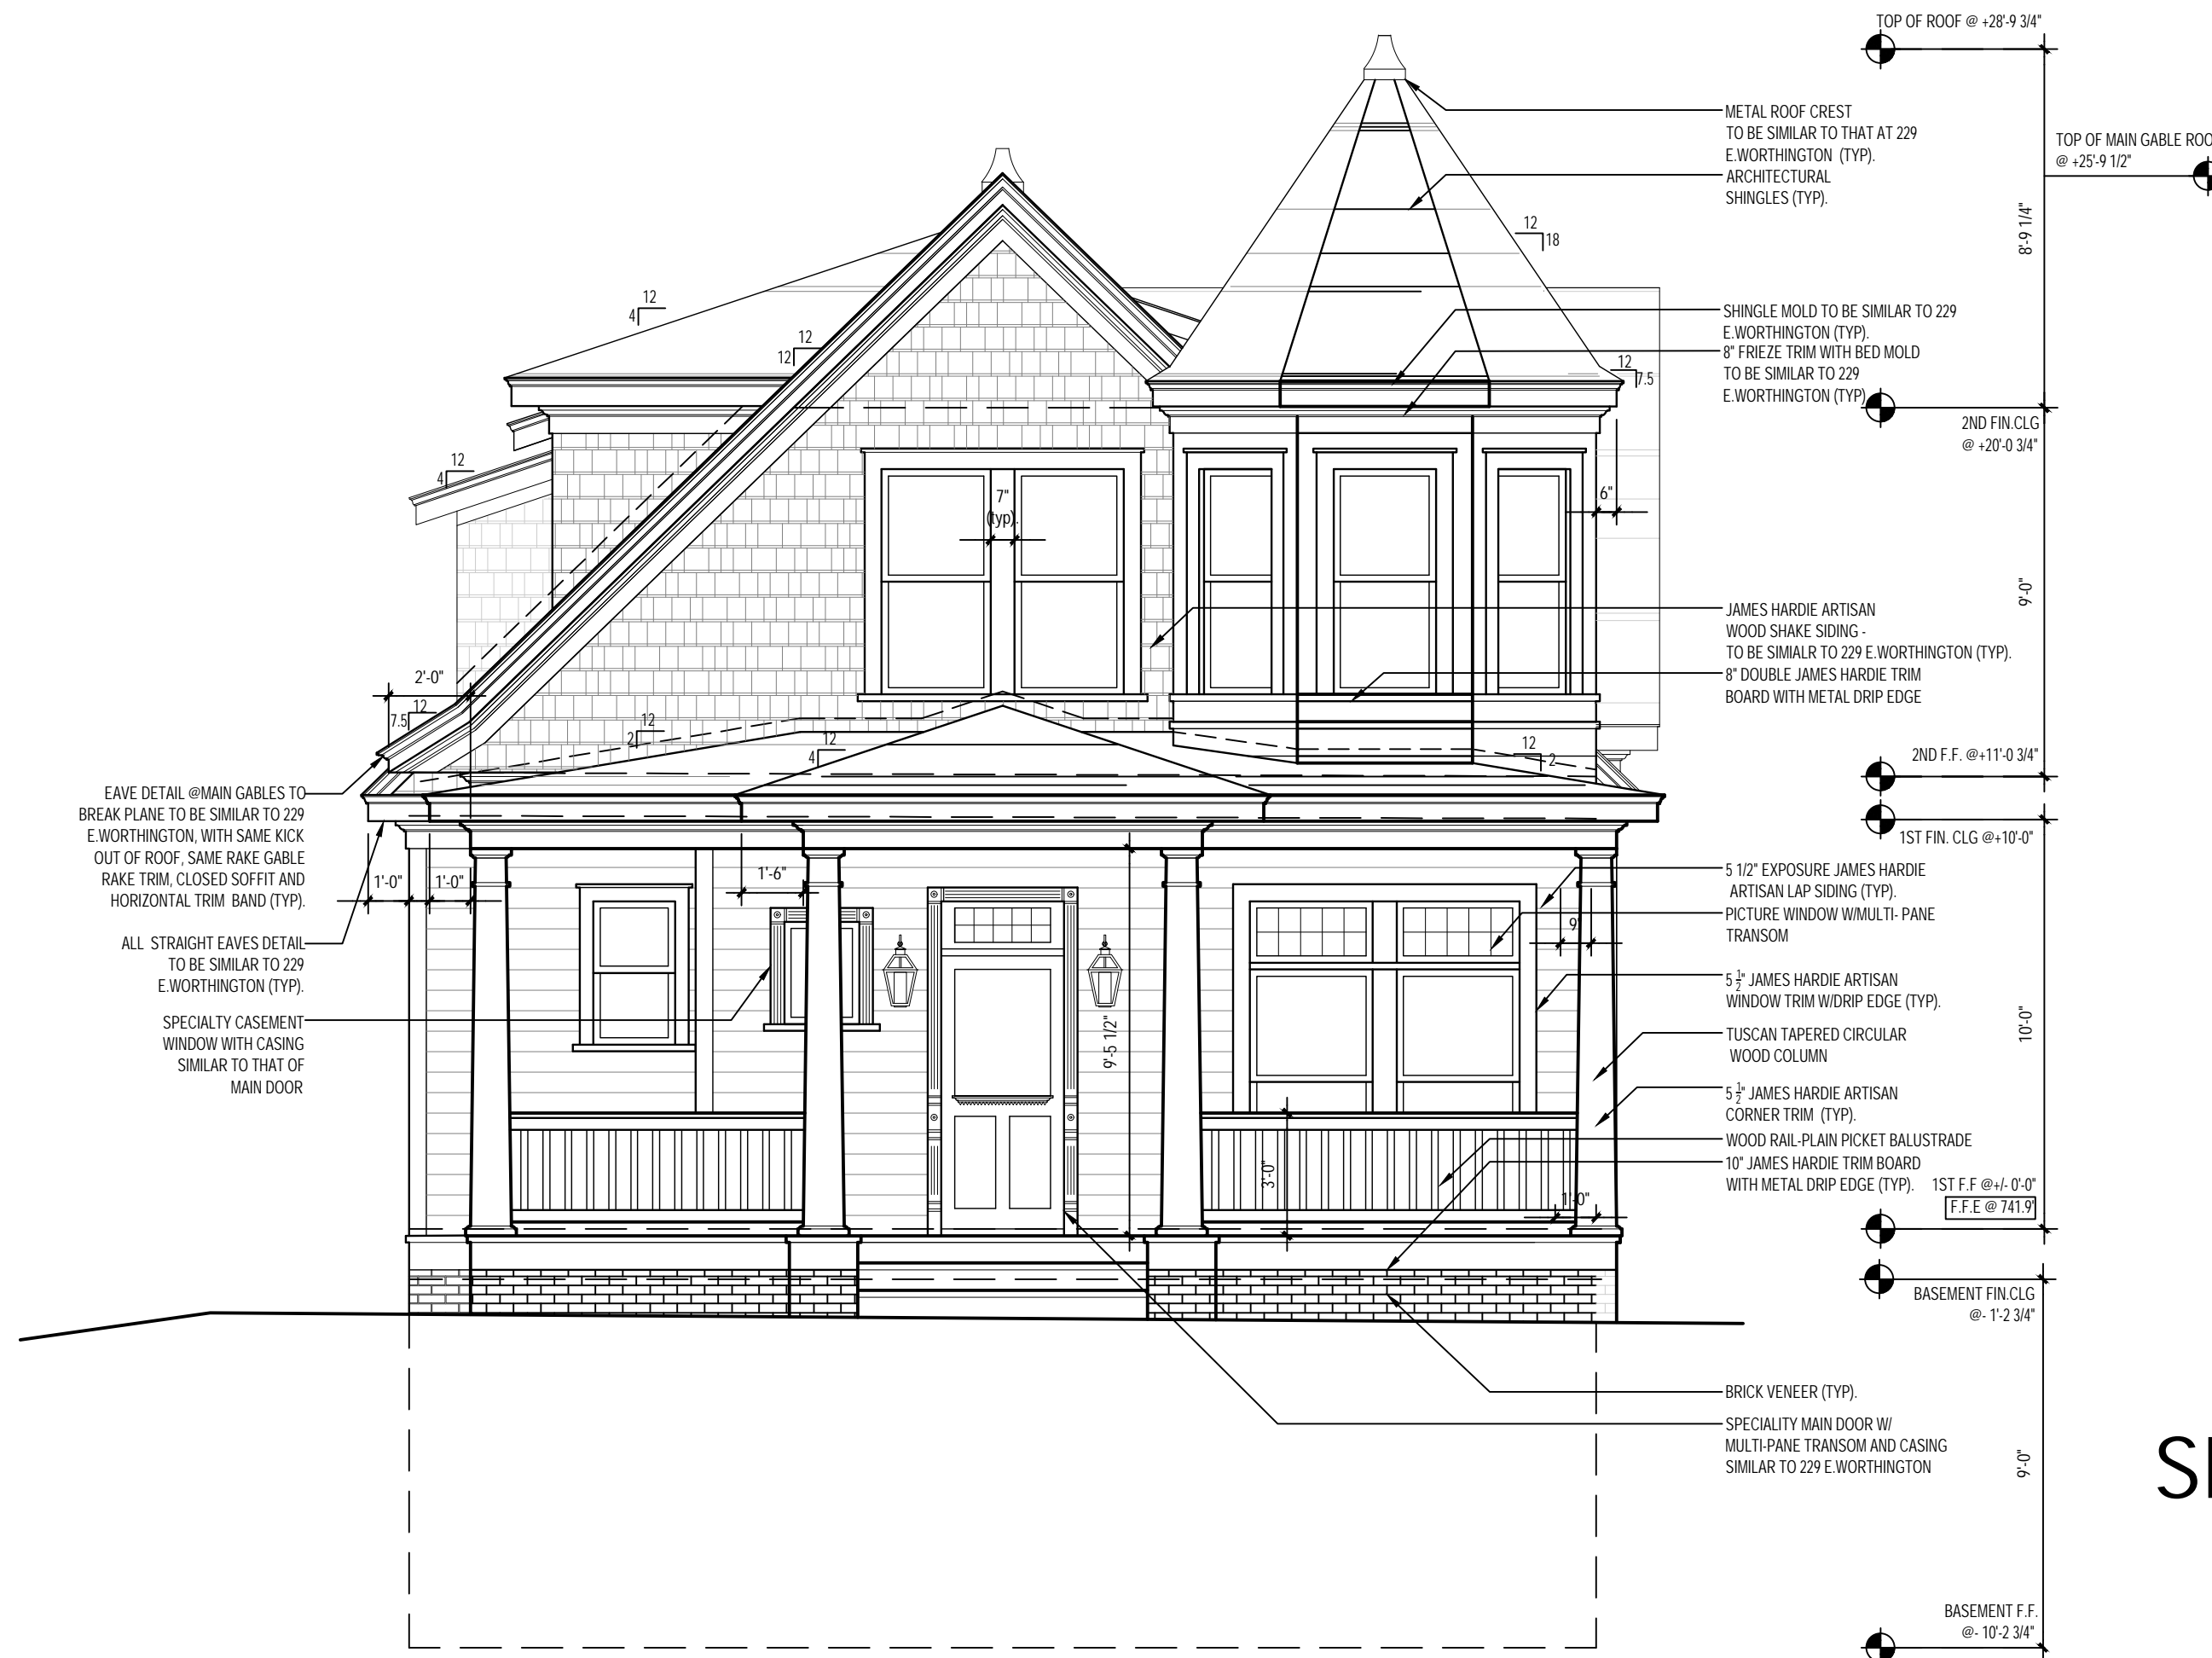 TOP OF ROOF @ +28'-9 3/4"
METAL ROOF CREST
TO BE SIMILAR TO THAT AT 229
E.WORTHINGTON (TYP).
ARCHITECTURAL
SHINGLES (TYP).
TOP OF MAIN GABLE ROO
@ +25'-9 1/2"
12
18
8'-9 1/4"
12
4
12
12
SHINGLE MOLD TO BE SIMILAR TO 229
E.WORTHINGTON (TYP).
8" FRIEZE TRIM WITH BED MOLD
TO BE SIMILAR TO 229
E.WORTHINGTON (TYP)
12
7.5
2ND FIN.CLG
@ +20'-0 3/4"
12
4
7"
(typ).
6"
9'-0"
JAMES HARDIE ARTISAN
WOOD SHAKE SIDING -
TO BE SIMIALR TO 229 E.WORTHINGTON (TYP).
8" DOUBLE JAMES HARDIE TRIM
BOARD WITH METAL DRIP EDGE
2'-0"
12
7.5
12
2
12
4
12
2
2ND F.F. @+11'-0 3/4"
1ST FIN. CLG @+10'-0"
EAVE DETAIL @MAIN GABLES TO
BREAK PLANE TO BE SIMILAR TO 229
E.WORTHINGTON, WITH SAME KICK
OUT OF ROOF, SAME RAKE GABLE
RAKE TRIM, CLOSED SOFFIT AND
HORIZONTAL TRIM BAND (TYP).
1'-0"
1'-0"
1'-6"
ALL STRAIGHT EAVES DETAIL
TO BE SIMILAR TO 229
E.WORTHINGTON (TYP).
SPECIALTY CASEMENT
WINDOW WITH CASING
SIMILAR TO THAT OF
MAIN DOOR
9'-5 1/2"
3'-0"
9"
1'-0"
5 1/2" EXPOSURE JAMES HARDIE
ARTISAN LAP SIDING (TYP).
PICTURE WINDOW W/MULTI- PANE
TRANSOM
5 1/2" JAMES HARDIE ARTISAN
WINDOW TRIM W/DRIP EDGE (TYP).
TUSCAN TAPERED CIRCULAR
WOOD COLUMN
5 1/2" JAMES HARDIE ARTISAN
CORNER TRIM (TYP).
WOOD RAIL-PLAIN PICKET BALUSTRADE
10" JAMES HARDIE TRIM BOARD
WITH METAL DRIP EDGE (TYP).
10'-0"
1ST F.F @+/- 0'-0"
F.F.E @ 741.9'
BASEMENT FIN.CLG
@- 1'-2 3/4"
BRICK VENEER (TYP).
SPECIALITY MAIN DOOR W/
MULTI-PANE TRANSOM AND CASING
SIMILAR TO 229 E.WORTHINGTON
9'-0"
BASEMENT F.F.
@- 10'-2 3/4"